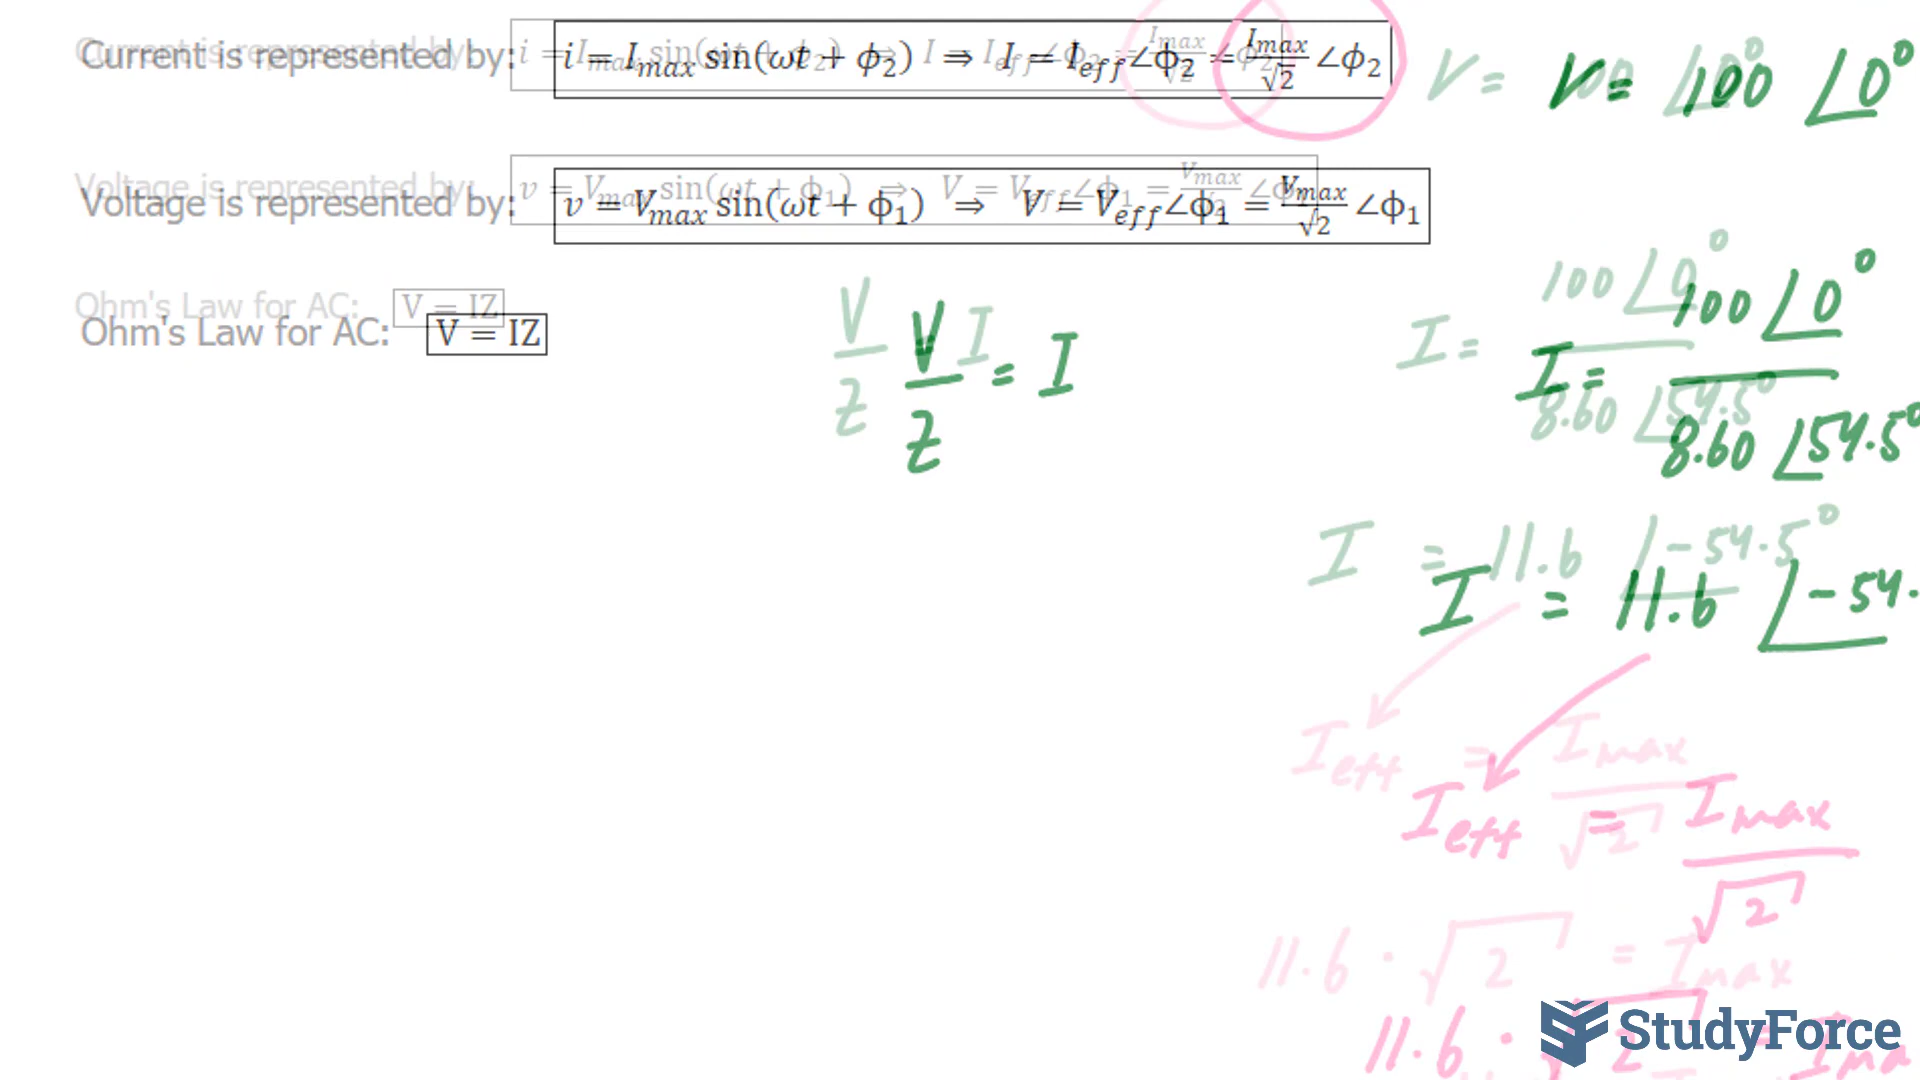 Current is represented by: i = I_max sin(ωt + ϕ₂) ⇒ I = I_eff∠ϕ₂ = I_max/√2 ∠ϕ₂
V = 100 ∠0°
Voltage is represented by: v = V_max sin(ωt + ϕ₁) ⇒ V = V_eff∠ϕ₁ = V_max/√2 ∠ϕ₁
Ohm's Law for AC: V = IZ
V/Z = I
I = 100 ∠0° / 8.60 ∠54.5°
I = 11.6 ∠-54.
I_eff = I_max/√2
11.6 · √2 = I_ma
StudyForce